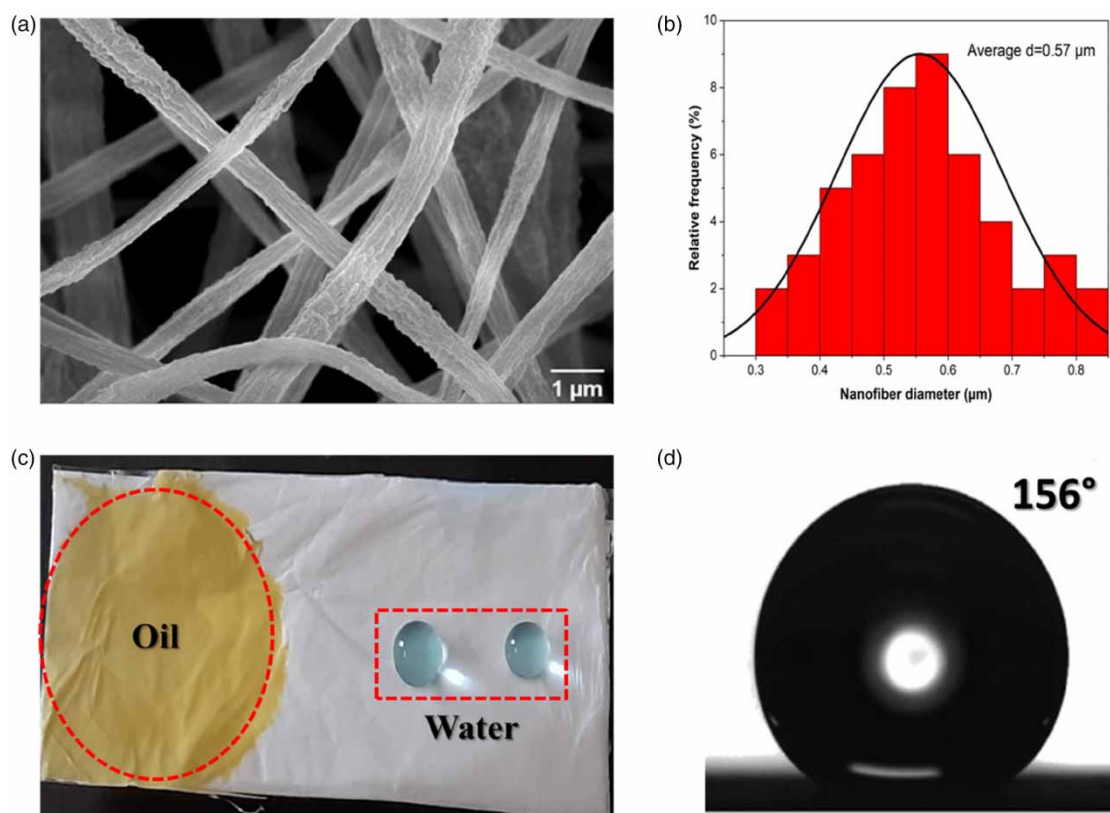 (a)
1 µm
(b)
10
8
6
4
2
0
Relative frequency (%)
Average d=0.57 µm
0.3 0.4 0.5 0.6 0.7 0.8
Nanofiber diameter (µm)
(c)
Oil
Water
(d)
156°